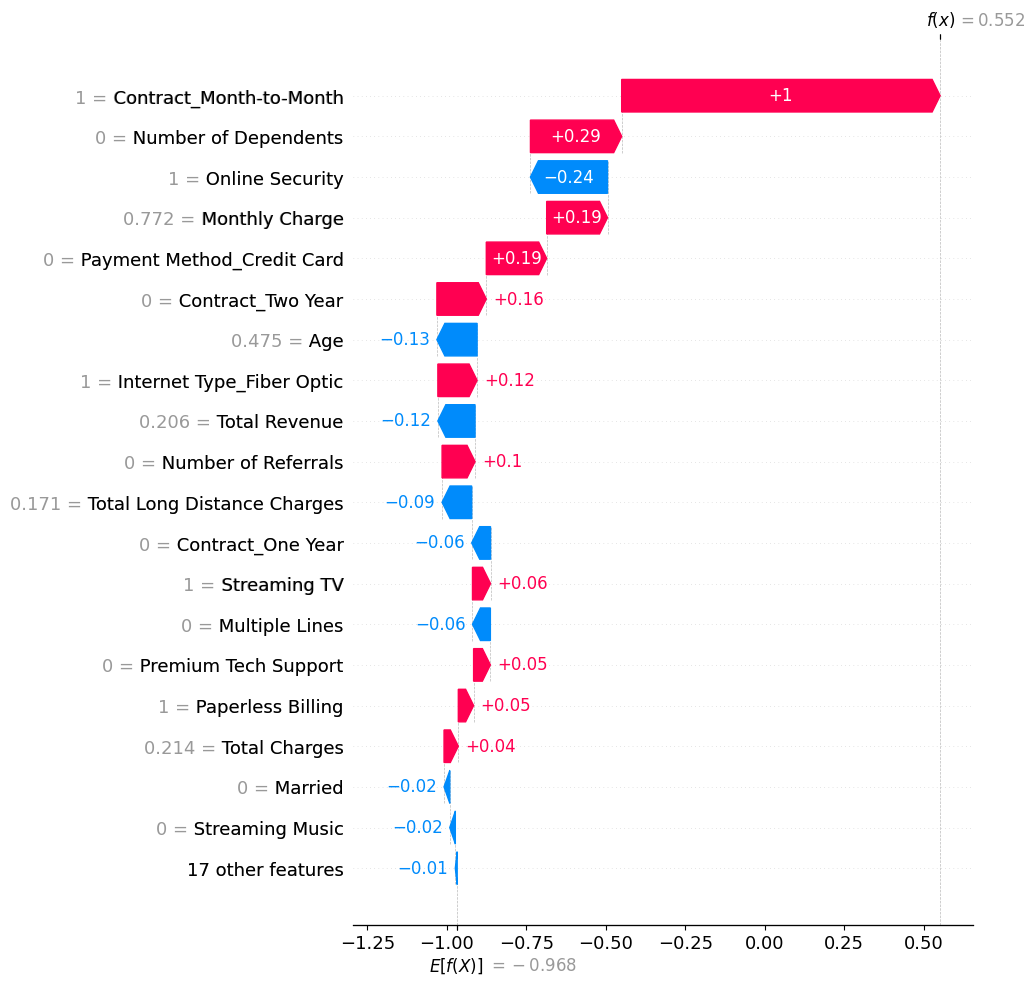 f(x) = 0.552
1 = Contract_Month-to-Month +1
0 = Number of Dependents +0.29
1 = Online Security −0.24
0.772 = Monthly Charge +0.19
0 = Payment Method_Credit Card +0.19
0 = Contract_Two Year +0.16
0.475 = Age −0.13
1 = Internet Type_Fiber Optic +0.12
0.206 = Total Revenue −0.12
0 = Number of Referrals +0.1
0.171 = Total Long Distance Charges −0.09
0 = Contract_One Year −0.06
1 = Streaming TV +0.06
0 = Multiple Lines −0.06
0 = Premium Tech Support +0.05
1 = Paperless Billing +0.05
0.214 = Total Charges +0.04
0 = Married −0.02
0 = Streaming Music −0.02
17 other features −0.01
−1.25 −1.00 −0.75 −0.50 −0.25 0.00 0.25 0.50
E[f(X)] = −0.968